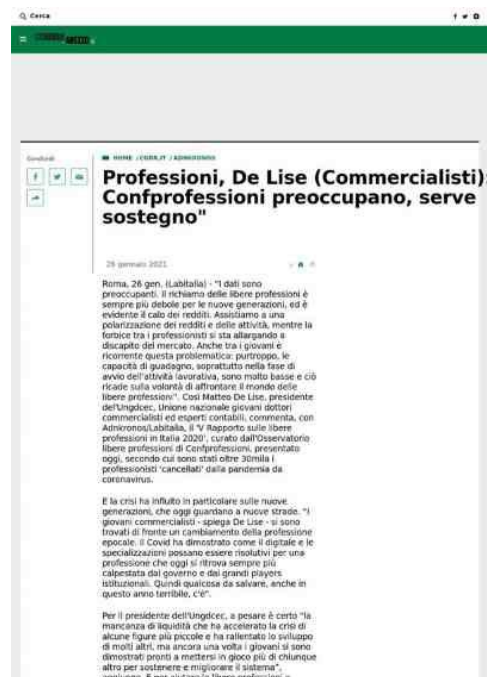 Cerca
Condividi
HOME / CORR.IT / ADNKRONOS
Professioni, De Lise (Commercialisti):
Confprofessioni preoccupano, serve
sostegno"
26 gennaio 2021
Roma, 26 gen. (Labitalia) - "I dati sono
preoccupanti. Il richiamo delle libere professioni è
sempre più debole per le nuove generazioni, ed è
evidente il calo dei redditi. Assistiamo a una
polarizzazione dei redditi e delle attività, mentre la
forbice tra i professionisti si sta allargando a
discapito del mercato. Anche tra i giovani è
ricorrente questa problematica: purtroppo, le
capacità di guadagno, soprattutto nella fase di
avvio dell'attività lavorativa, sono molto basse e ciò
ricade sulla volontà di affrontare il mondo delle
libere professioni". Così Matteo De Lise, presidente
dell'Ungdcec, Unione nazionale giovani dottori
commercialisti ed esperti contabili, commenta, con
Adnkronos/Labitalia, il 'V Rapporto sulle libere
professioni in Italia 2020', curato dall'Osservatorio
libere professioni di Confprofessioni, presentato
oggi, secondo cui sono stati oltre 30mila i
professionisti 'cancellati' dalla pandemia da
coronavirus.
E la crisi ha influito in particolare sulle nuove
generazioni, che oggi guardano a nuove strade. "I
giovani commercialisti - spiega De Lise - si sono
trovati di fronte un cambiamento della professione
epocale. Il Covid ha dimostrato come il digitale e le
specializzazioni possano essere risolutivi per una
professione che oggi si ritrova sempre più
calpestata dal governo e dai grandi players
istituzionali. Quindi qualcosa da salvare, anche in
questo anno terribile, c'è".
Per il presidente dell'Ungdcec, a pesare è certo "la
mancanza di liquidità che ha accelerato la crisi di
alcune figure più piccole e ha rallentato lo sviluppo
di molti altri, ma ancora una volta i giovani si sono
dimostrati pronti a mettersi in gioco più di chiunque
altro per sostenere e migliorare il sistema",